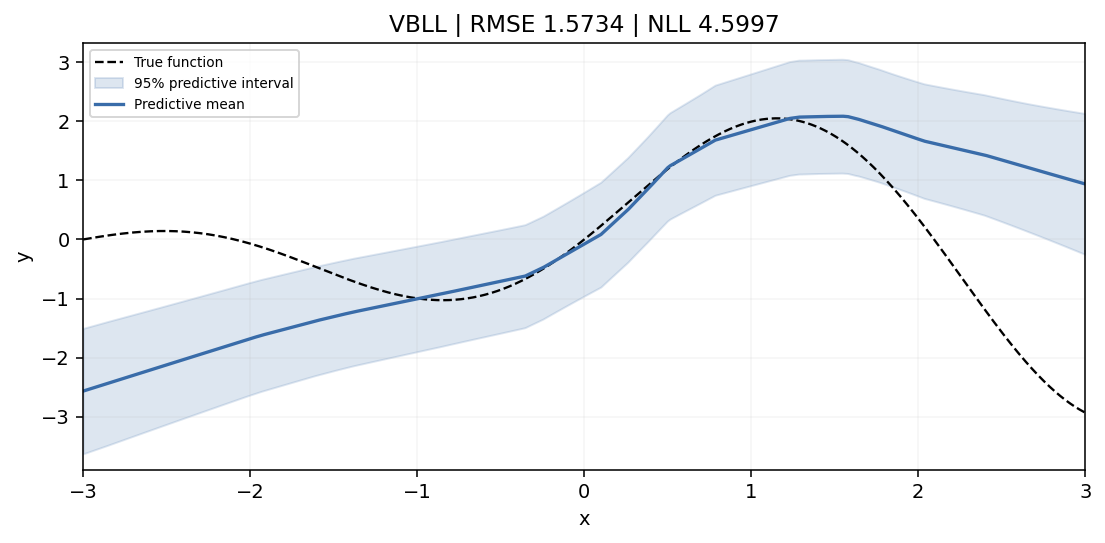 VBLL | RMSE 1.5734 | NLL 4.5997
True function
95% predictive interval
Predictive mean
y
3
2
1
0
−1
−2
−3
−3 −2 −1 0 1 2 3
x